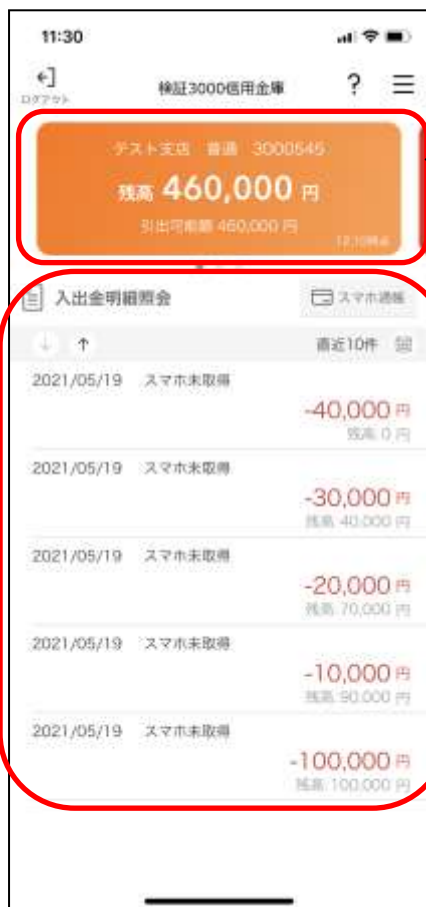 11:30
ログアウト
検証3000信用金庫
?
テスト支店 普通 3000545
残高 460,000 円
引出可能額 460,000 円
入出金明細照会
スマホ通帳
直近10件
2021/05/19 スマホ未取得
-40,000 円
残高 0 円
2021/05/19 スマホ未取得
-30,000 円
残高 40,000 円
2021/05/19 スマホ未取得
-20,000 円
残高 70,000 円
2021/05/19 スマホ未取得
-10,000 円
残高 90,000 円
2021/05/19 スマホ未取得
-100,000 円
残高 100,000 円